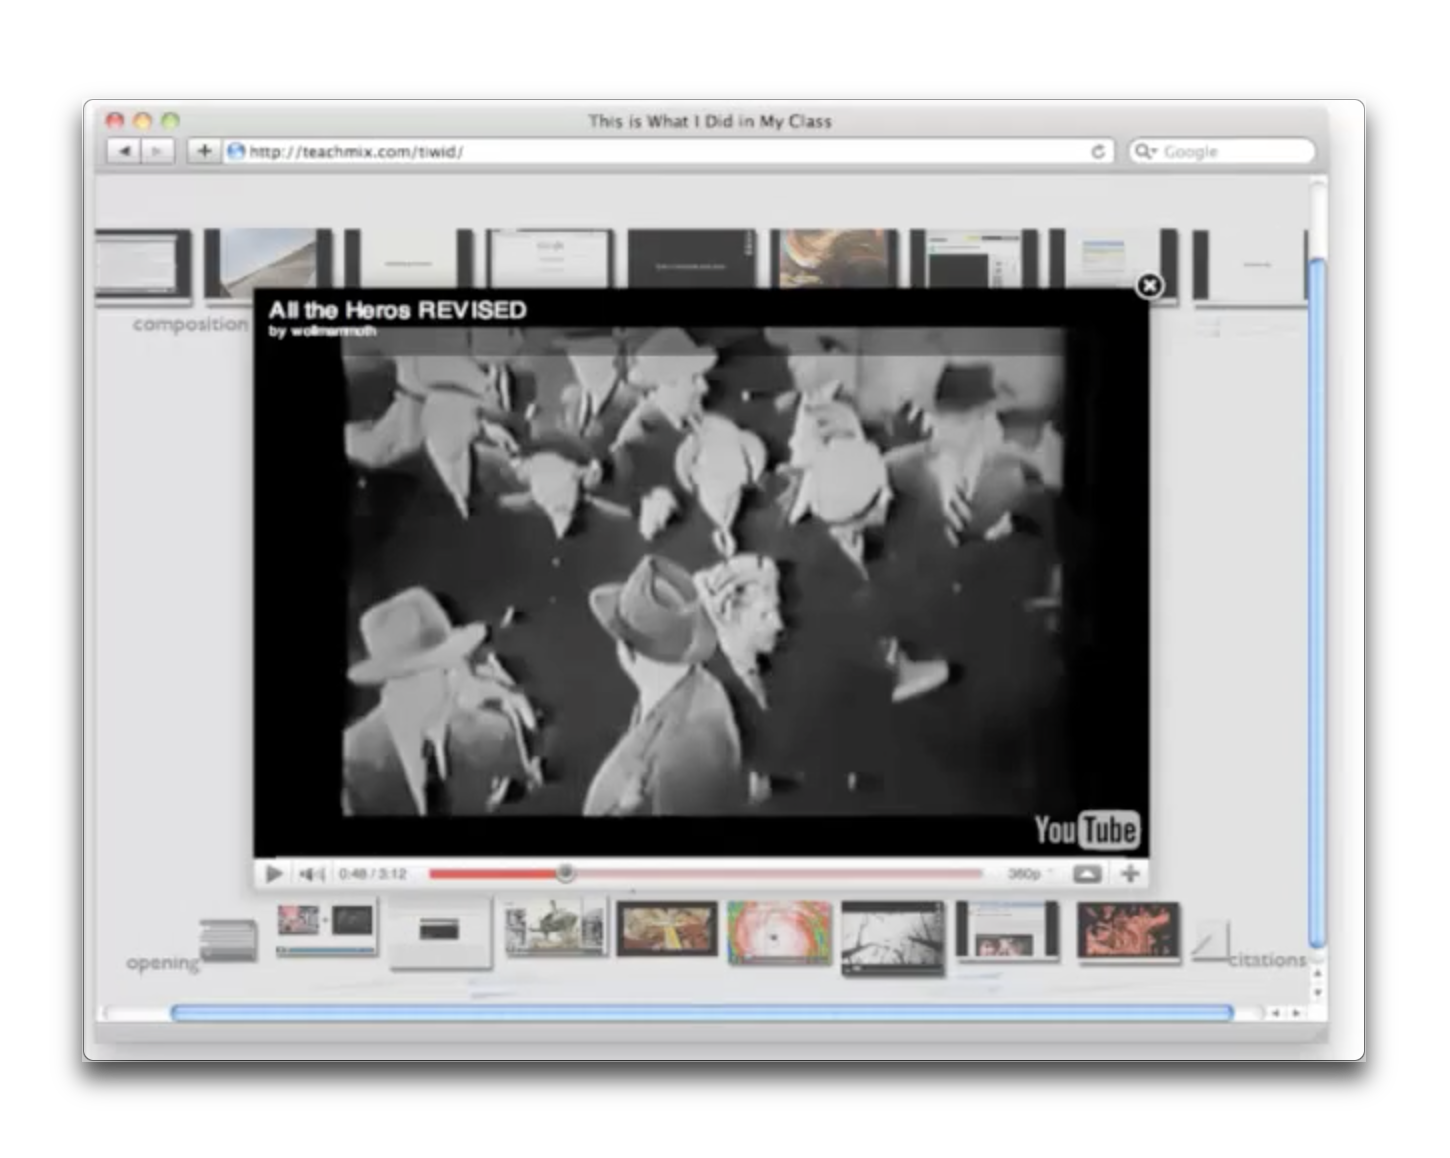 This is What I Did in My Class
http://teachmix.com/tiwid/
Google
composition
All the Heros REVISED
by wollmammoth
YouTube
0:48 / 3:12
360p
opening
citations